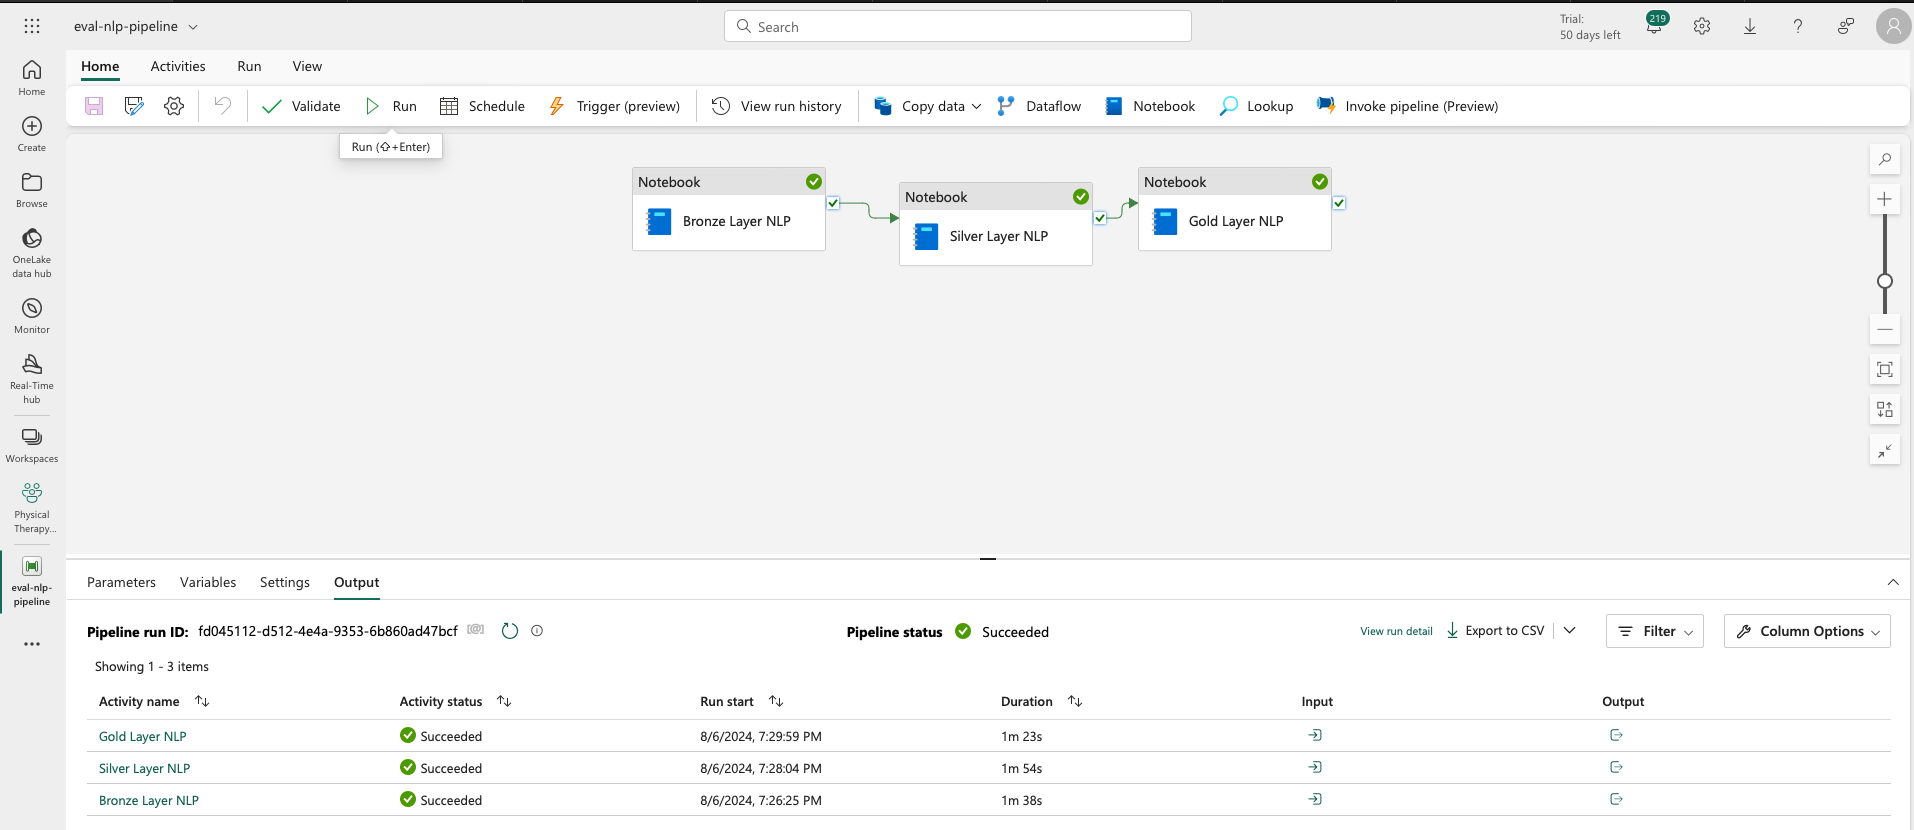 eval-nlp-pipeline
Search
Trial:
50 days left
219
Home
Create
Browse
OneLake
data hub
Monitor
Real-Time
hub
Workspaces
Physical
Therapy...
eval-nlp-
pipeline
Home Activities Run View
Validate Run Schedule Trigger (preview) View run history Copy data Dataflow Notebook Lookup Invoke pipeline (Preview)
Run (⇧+Enter)
Notebook
Bronze Layer NLP
Notebook
Silver Layer NLP
Notebook
Gold Layer NLP
Parameters Variables Settings Output
Pipeline run ID: fd045112-d512-4e4a-9353-6b860ad47bcf
Pipeline status Succeeded
View run detail Export to CSV Filter Column Options
Showing 1 - 3 items
Activity name Activity status Run start Duration Input Output
Gold Layer NLP Succeeded 8/6/2024, 7:29:59 PM 1m 23s
Silver Layer NLP Succeeded 8/6/2024, 7:28:04 PM 1m 54s
Bronze Layer NLP Succeeded 8/6/2024, 7:26:25 PM 1m 38s